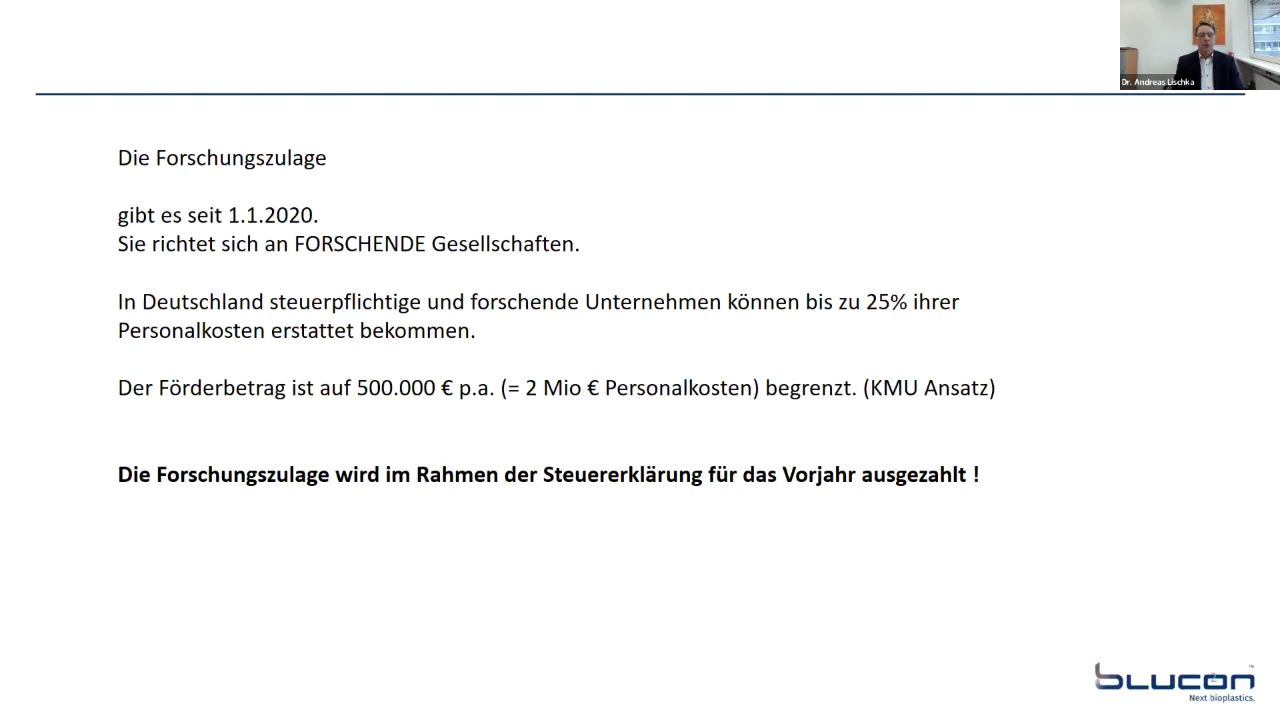 Dr. Andreas Lischka
Die Forschungszulage
gibt es seit 1.1.2020.
Sie richtet sich an FORSCHENDE Gesellschaften.
In Deutschland steuerpflichtige und forschende Unternehmen können bis zu 25% ihrer
Personalkosten erstattet bekommen.
Der Förderbetrag ist auf 500.000 € p.a. (= 2 Mio € Personalkosten) begrenzt. (KMU Ansatz)
Die Forschungszulage wird im Rahmen der Steuererklärung für das Vorjahr ausgezahlt !
blucon ™
2
Next bioplastics.